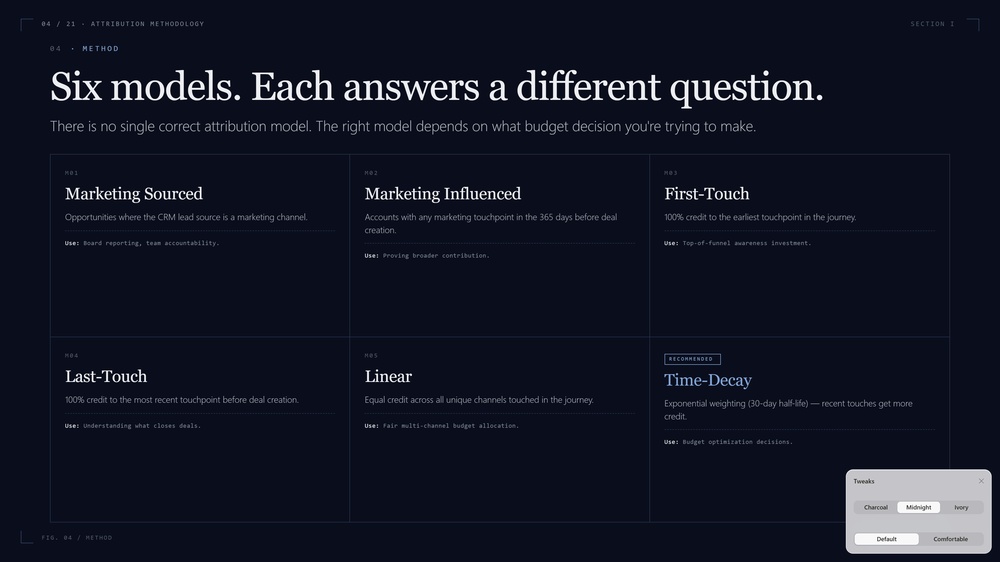 04 / 21 · ATTRIBUTION METHODOLOGY
SECTION I
04 · METHOD
Six models. Each answers a different question.
There is no single correct attribution model. The right model depends on what budget decision you're trying to make.
M01
Marketing Sourced
Opportunities where the CRM lead source is a marketing channel.
Use: Board reporting, team accountability.
M02
Marketing Influenced
Accounts with any marketing touchpoint in the 365 days before deal
creation.
Use: Proving broader contribution.
M03
First-Touch
100% credit to the earliest touchpoint in the journey.
Use: Top-of-funnel awareness investment.
M04
Last-Touch
100% credit to the most recent touchpoint before deal creation.
Use: Understanding what closes deals.
M05
Linear
Equal credit across all unique channels touched in the journey.
Use: Fair multi-channel budget allocation.
RECOMMENDED
Time-Decay
Exponential weighting (30-day half-life) — recent touches get more
credit.
Use: Budget optimization decisions.
FIG. 04 / METHOD
Tweaks
Charcoal Midnight Ivory
Default Comfortable